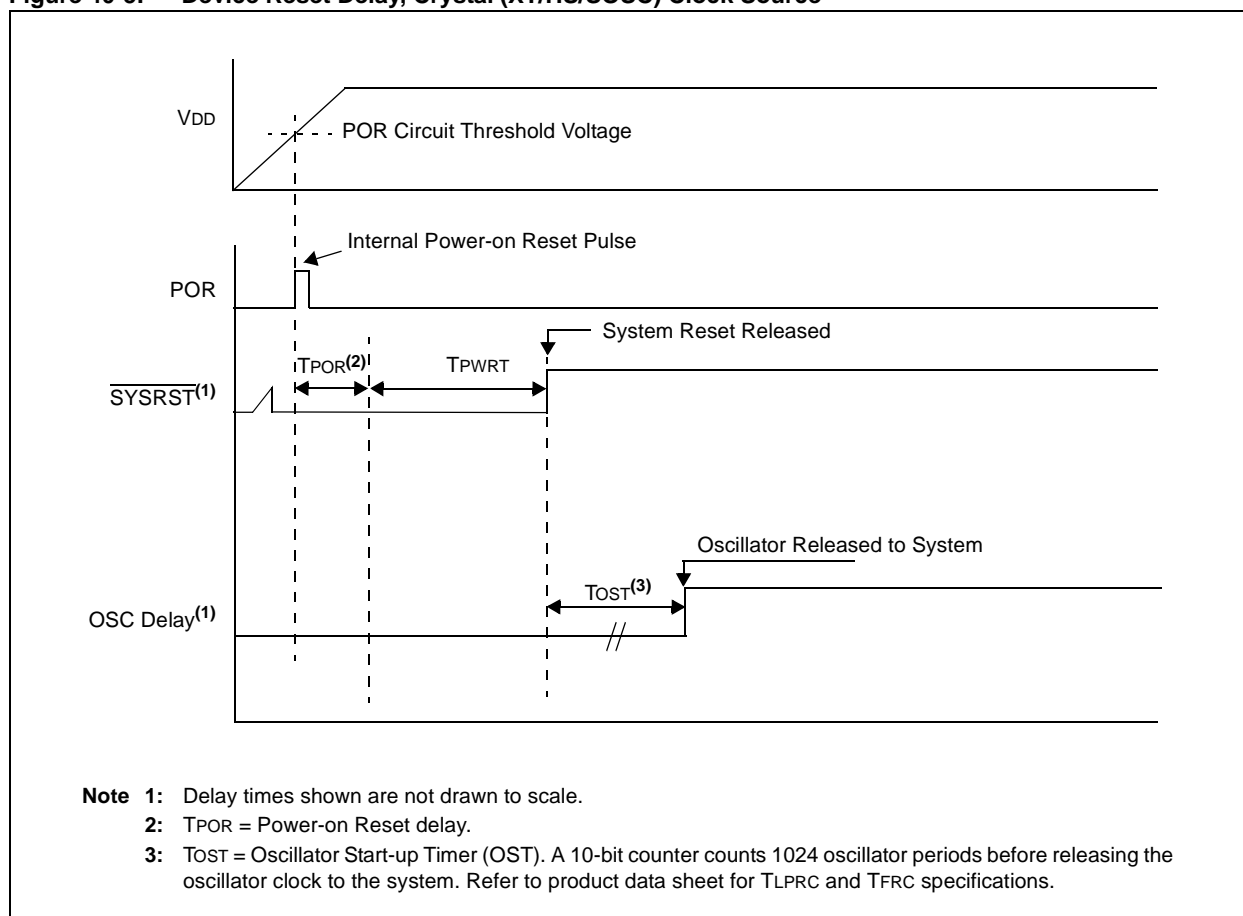 VDD
POR Circuit Threshold Voltage
Internal Power-on Reset Pulse
POR
System Reset Released
TPOR(2)
TPWRT
SYSRST(1)
Oscillator Released to System
TOST(3)
OSC Delay(1)
Note 1: Delay times shown are not drawn to scale.
2: TPOR = Power-on Reset delay.
3: TOST = Oscillator Start-up Timer (OST). A 10-bit counter counts 1024 oscillator periods before releasing the
oscillator clock to the system. Refer to product data sheet for TLPRC and TFRC specifications.